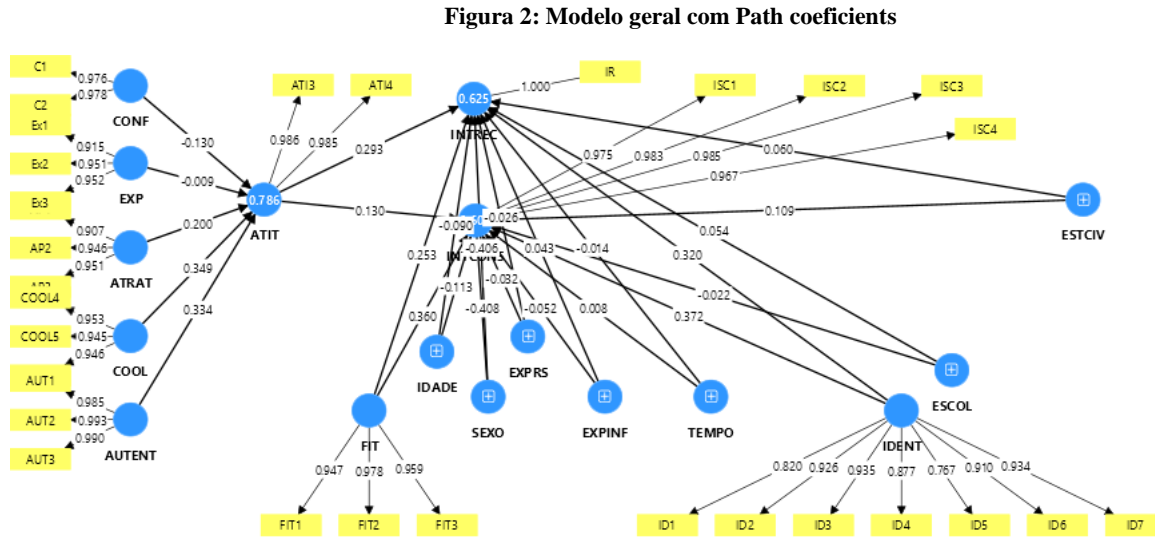 Figura 2: Modelo geral com Path coeficients
C1
0.976
0.978
C2
CONF
Ex1
0.915
Ex2
0.951
0.952
EXP
Ex3
0.907
AP2
0.946
0.951
ATRAT
COOL4
0.953
COOL5
0.945
0.946
COOL
AUT1
0.985
AUT2
0.993
0.990
AUTENT
AUT3
-0.130
-0.009
0.200
0.349
0.334
ATI3
ATI4
0.986
0.985
0.786
ATIT
0.293
0.130
0.625
INTREC
1.000
IR
ISC1
ISC2
ISC3
ISC4
0.975
0.983
0.985
0.967
0.060
0.109
ESTCIV
-0.090
-0.026
-0.406
0.043
-0.014
0.054
0.320
0.253
-0.113
-0.032
-0.022
0.360
-0.408
-0.052
0.008
0.372
IDADE
EXPRS
SEXO
EXPINF
TEMPO
ESCOL
FIT
0.947
0.978
0.959
FIT1
FIT2
FIT3
IDENT
0.820
0.926
0.935
0.877
0.767
0.910
0.934
ID1
ID2
ID3
ID4
ID5
ID6
ID7